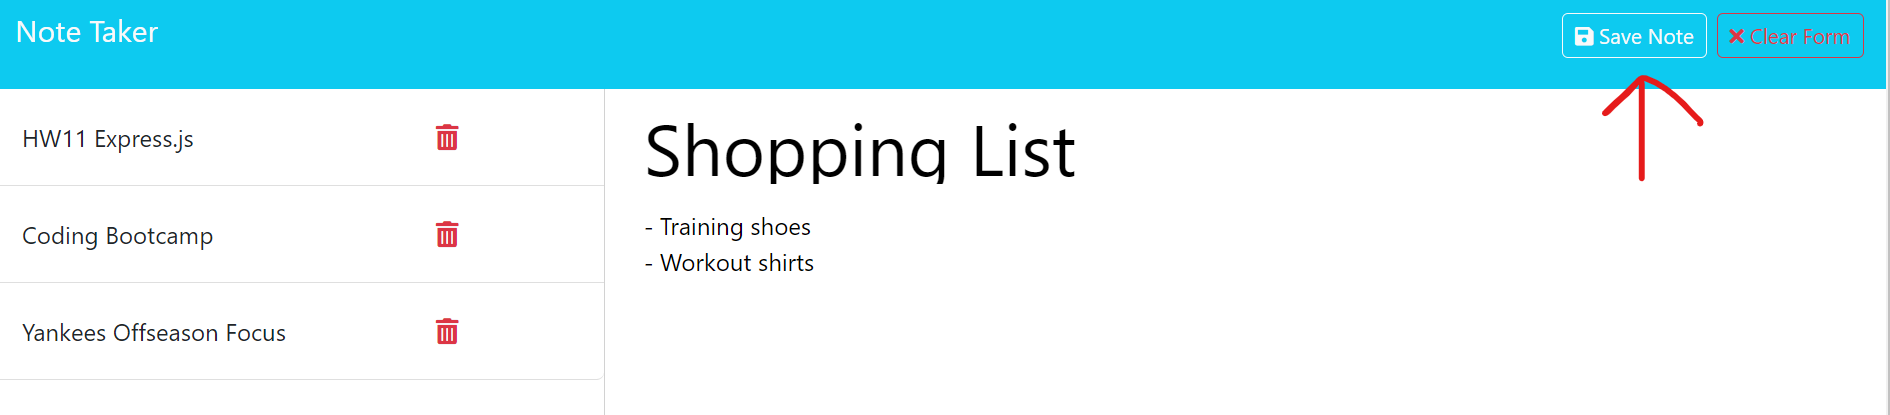 Note Taker
Save Note
Clear Form
HW11 Express.js
Coding Bootcamp
Yankees Offseason Focus
Shopping List
- Training shoes
- Workout shirts